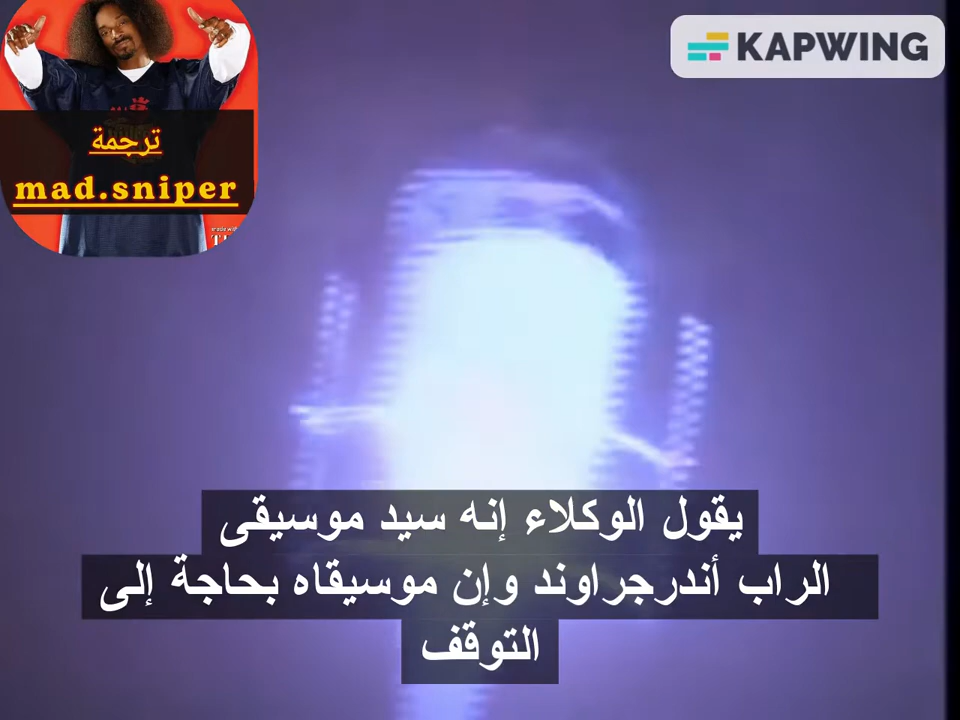 KAPWING
ترجمة
mad.sniper
يقول الوكلاء إنه سيد موسيقى
الراب أندرجراوند وإن موسيقاه بحاجة إلى
التوقف